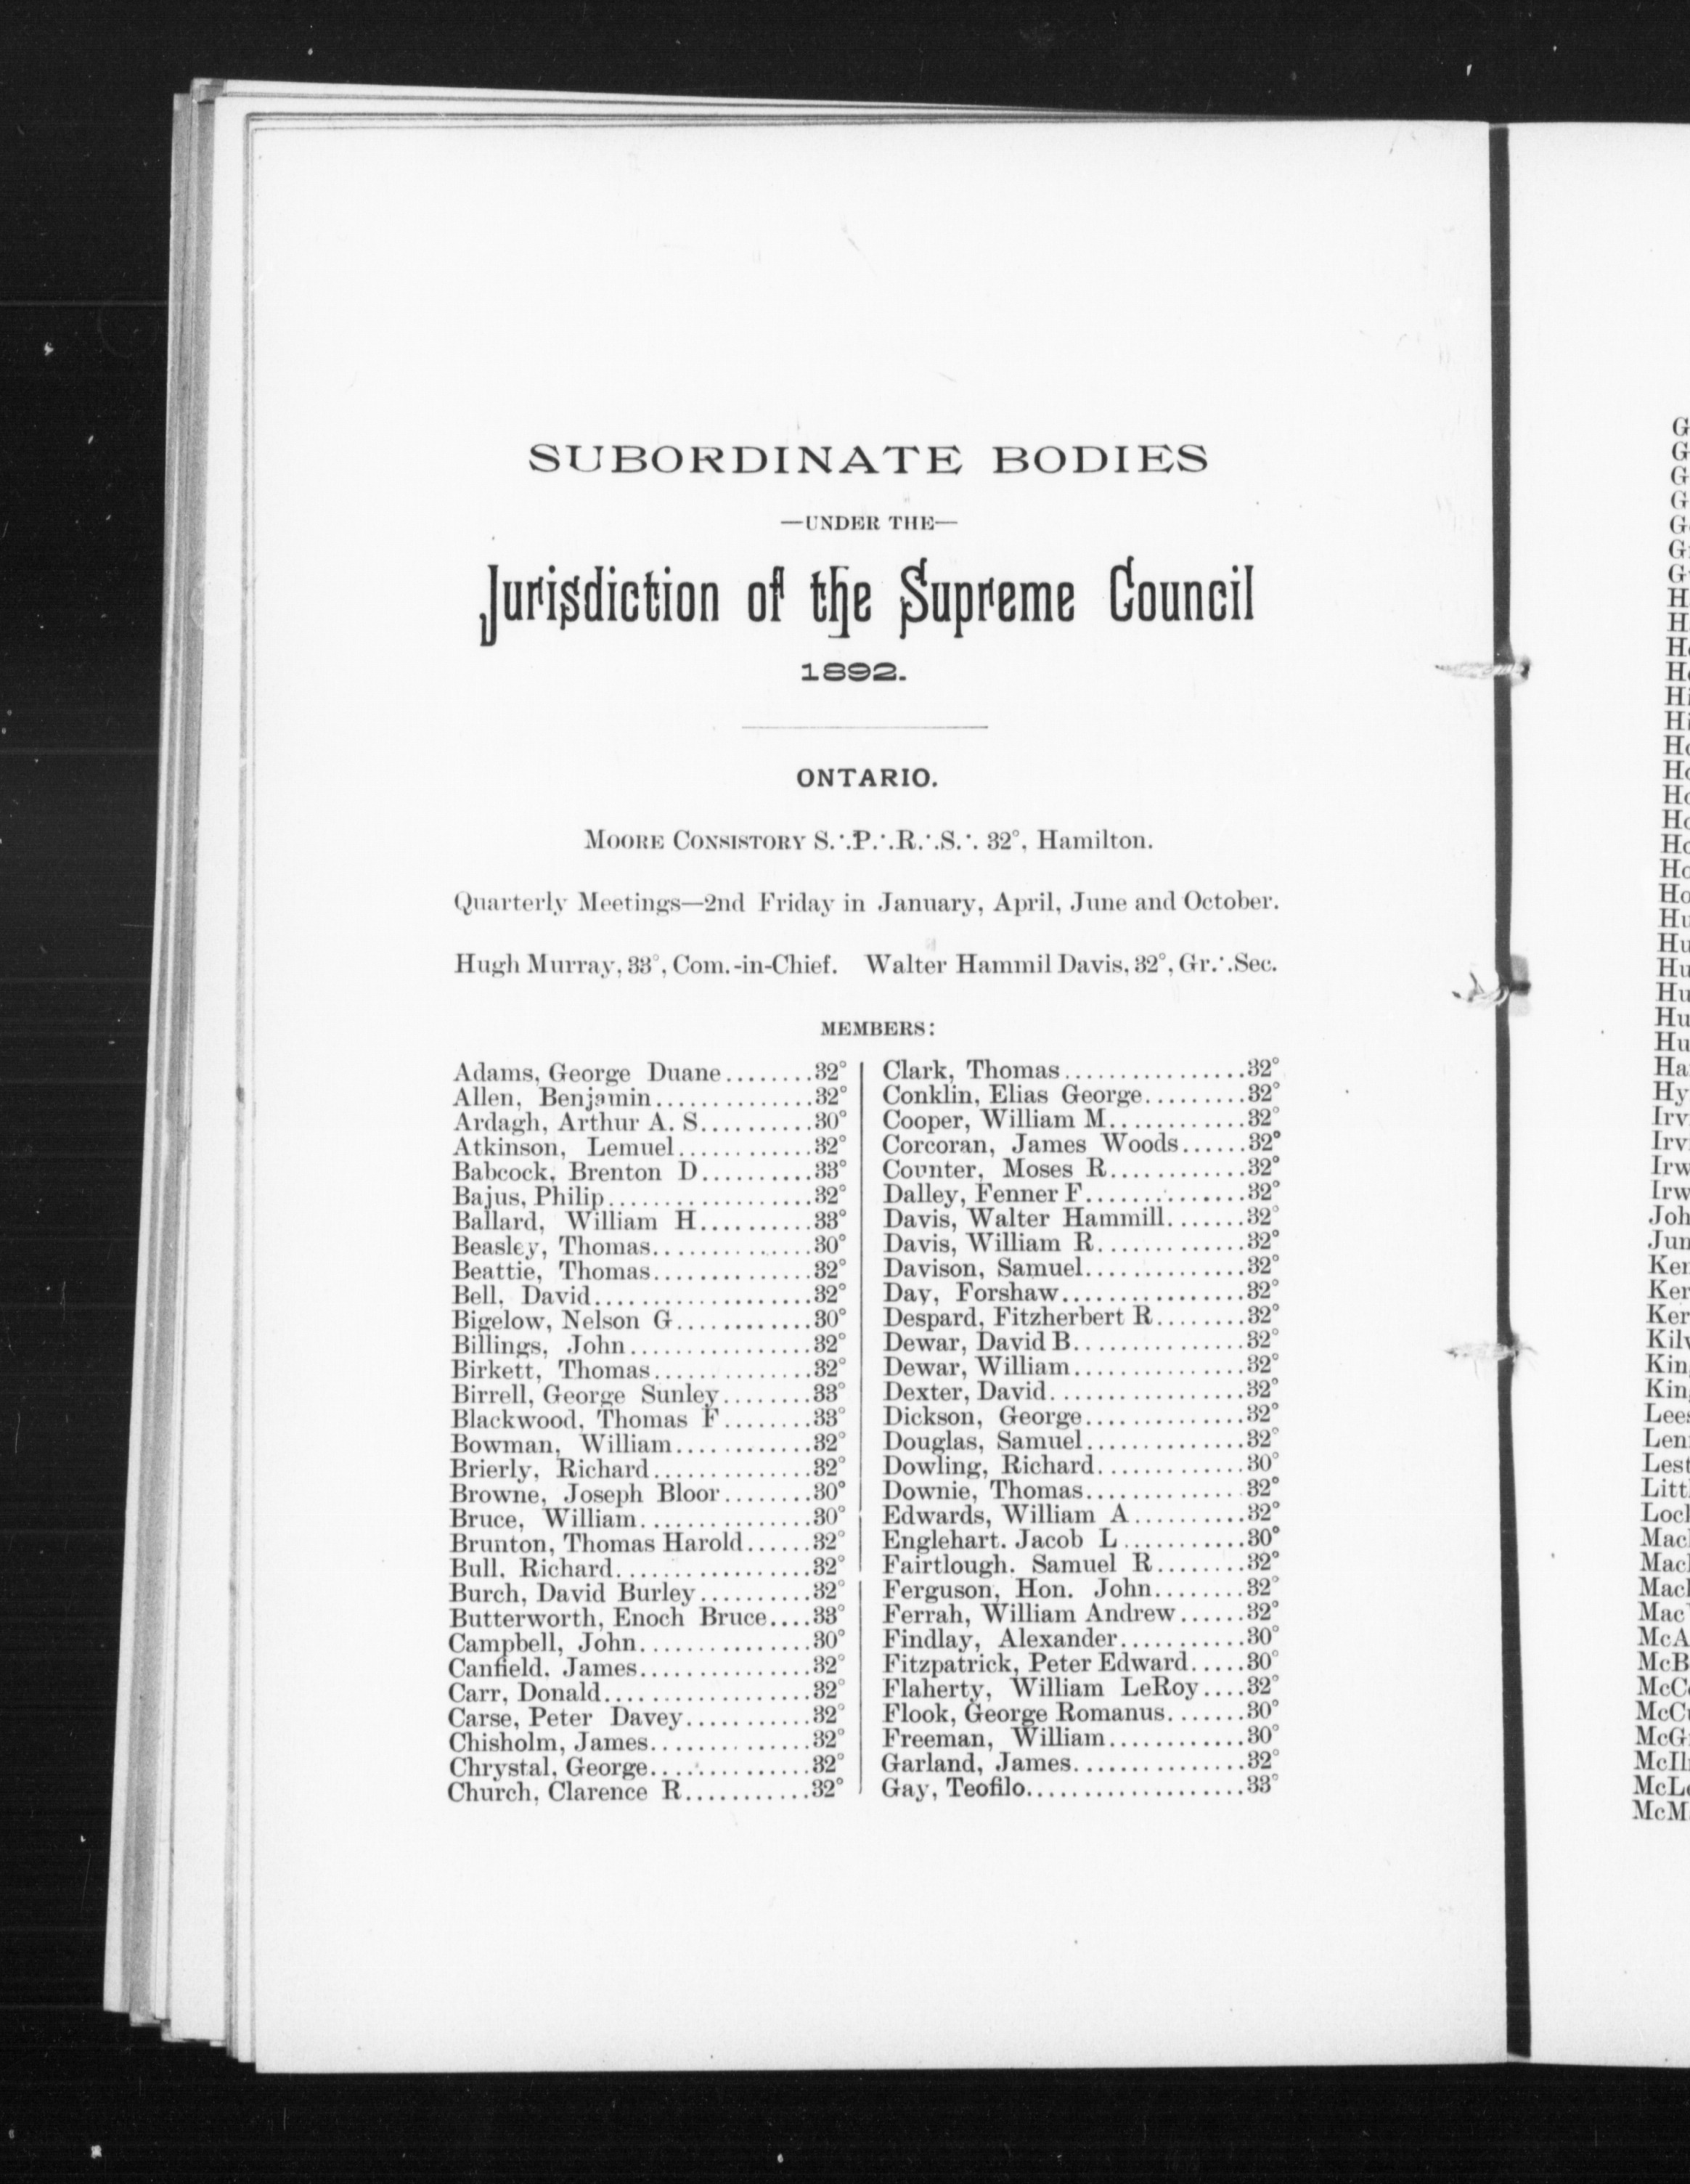 SUBORDINATE BODIES
—UNDER THE—
Jurisdiction of the Supreme Council
1892.
ONTARIO.
MOORE CONSISTORY S.∴P.∴R.∴S.∴ 32°, Hamilton.
Quarterly Meetings—2nd Friday in January, April, June and October.
Hugh Murray, 33°, Com.-in-Chief. Walter Hammil Davis, 32°, Gr.∴Sec.
MEMBERS:
Adams, George Duane........32°
Allen, Benjamin..............32°
Ardagh, Arthur A. S..........30°
Atkinson, Lemuel............32°
Babcock, Brenton D..........33°
Bajus, Philip..................32°
Ballard, William H..........33°
Beasley, Thomas..............30°
Beattie, Thomas..............32°
Bell, David...................32°
Bigelow, Nelson G............30°
Billings, John................32°
Birkett, Thomas..............32°
Birrell, George Sunley........33°
Blackwood, Thomas F........33°
Bowman, William............32°
Brierly, Richard..............32°
Browne, Joseph Bloor........30°
Bruce, William...............30°
Brunton, Thomas Harold......32°
Bull, Richard.................32°
Burch, David Burley..........32°
Butterworth, Enoch Bruce....33°
Campbell, John...............30°
Canfield, James...............32°
Carr, Donald..................32°
Carse, Peter Davey...........32°
Chisholm, James..............32°
Chrystal, George..............32°
Church, Clarence R...........32°
Clark, Thomas................32°
Conklin, Elias George.........32°
Cooper, William M............32°
Corcoran, James Woods......32°
Counter, Moses R............32°
Dalley, Fenner F..............32°
Davis, Walter Hammill.......32°
Davis, William R.............32°
Davison, Samuel..............32°
Day, Forshaw................32°
Despard, Fitzherbert R........32°
Dewar, David B...............32°
Dewar, William...............32°
Dexter, David.................32°
Dickson, George..............32°
Douglas, Samuel..............32°
Dowling, Richard.............30°
Downie, Thomas..............32°
Edwards, William A..........32°
Englehart. Jacob L...........30°
Fairtlough. Samuel R........32°
Ferguson, Hon. John........32°
Ferrah, William Andrew......32°
Findlay, Alexander...........30°
Fitzpatrick, Peter Edward.....30°
Flaherty, William LeRoy....32°
Flook, George Romanus.......30°
Freeman, William............30°
Garland, James...............32°
Gay, Teofilo...................33°